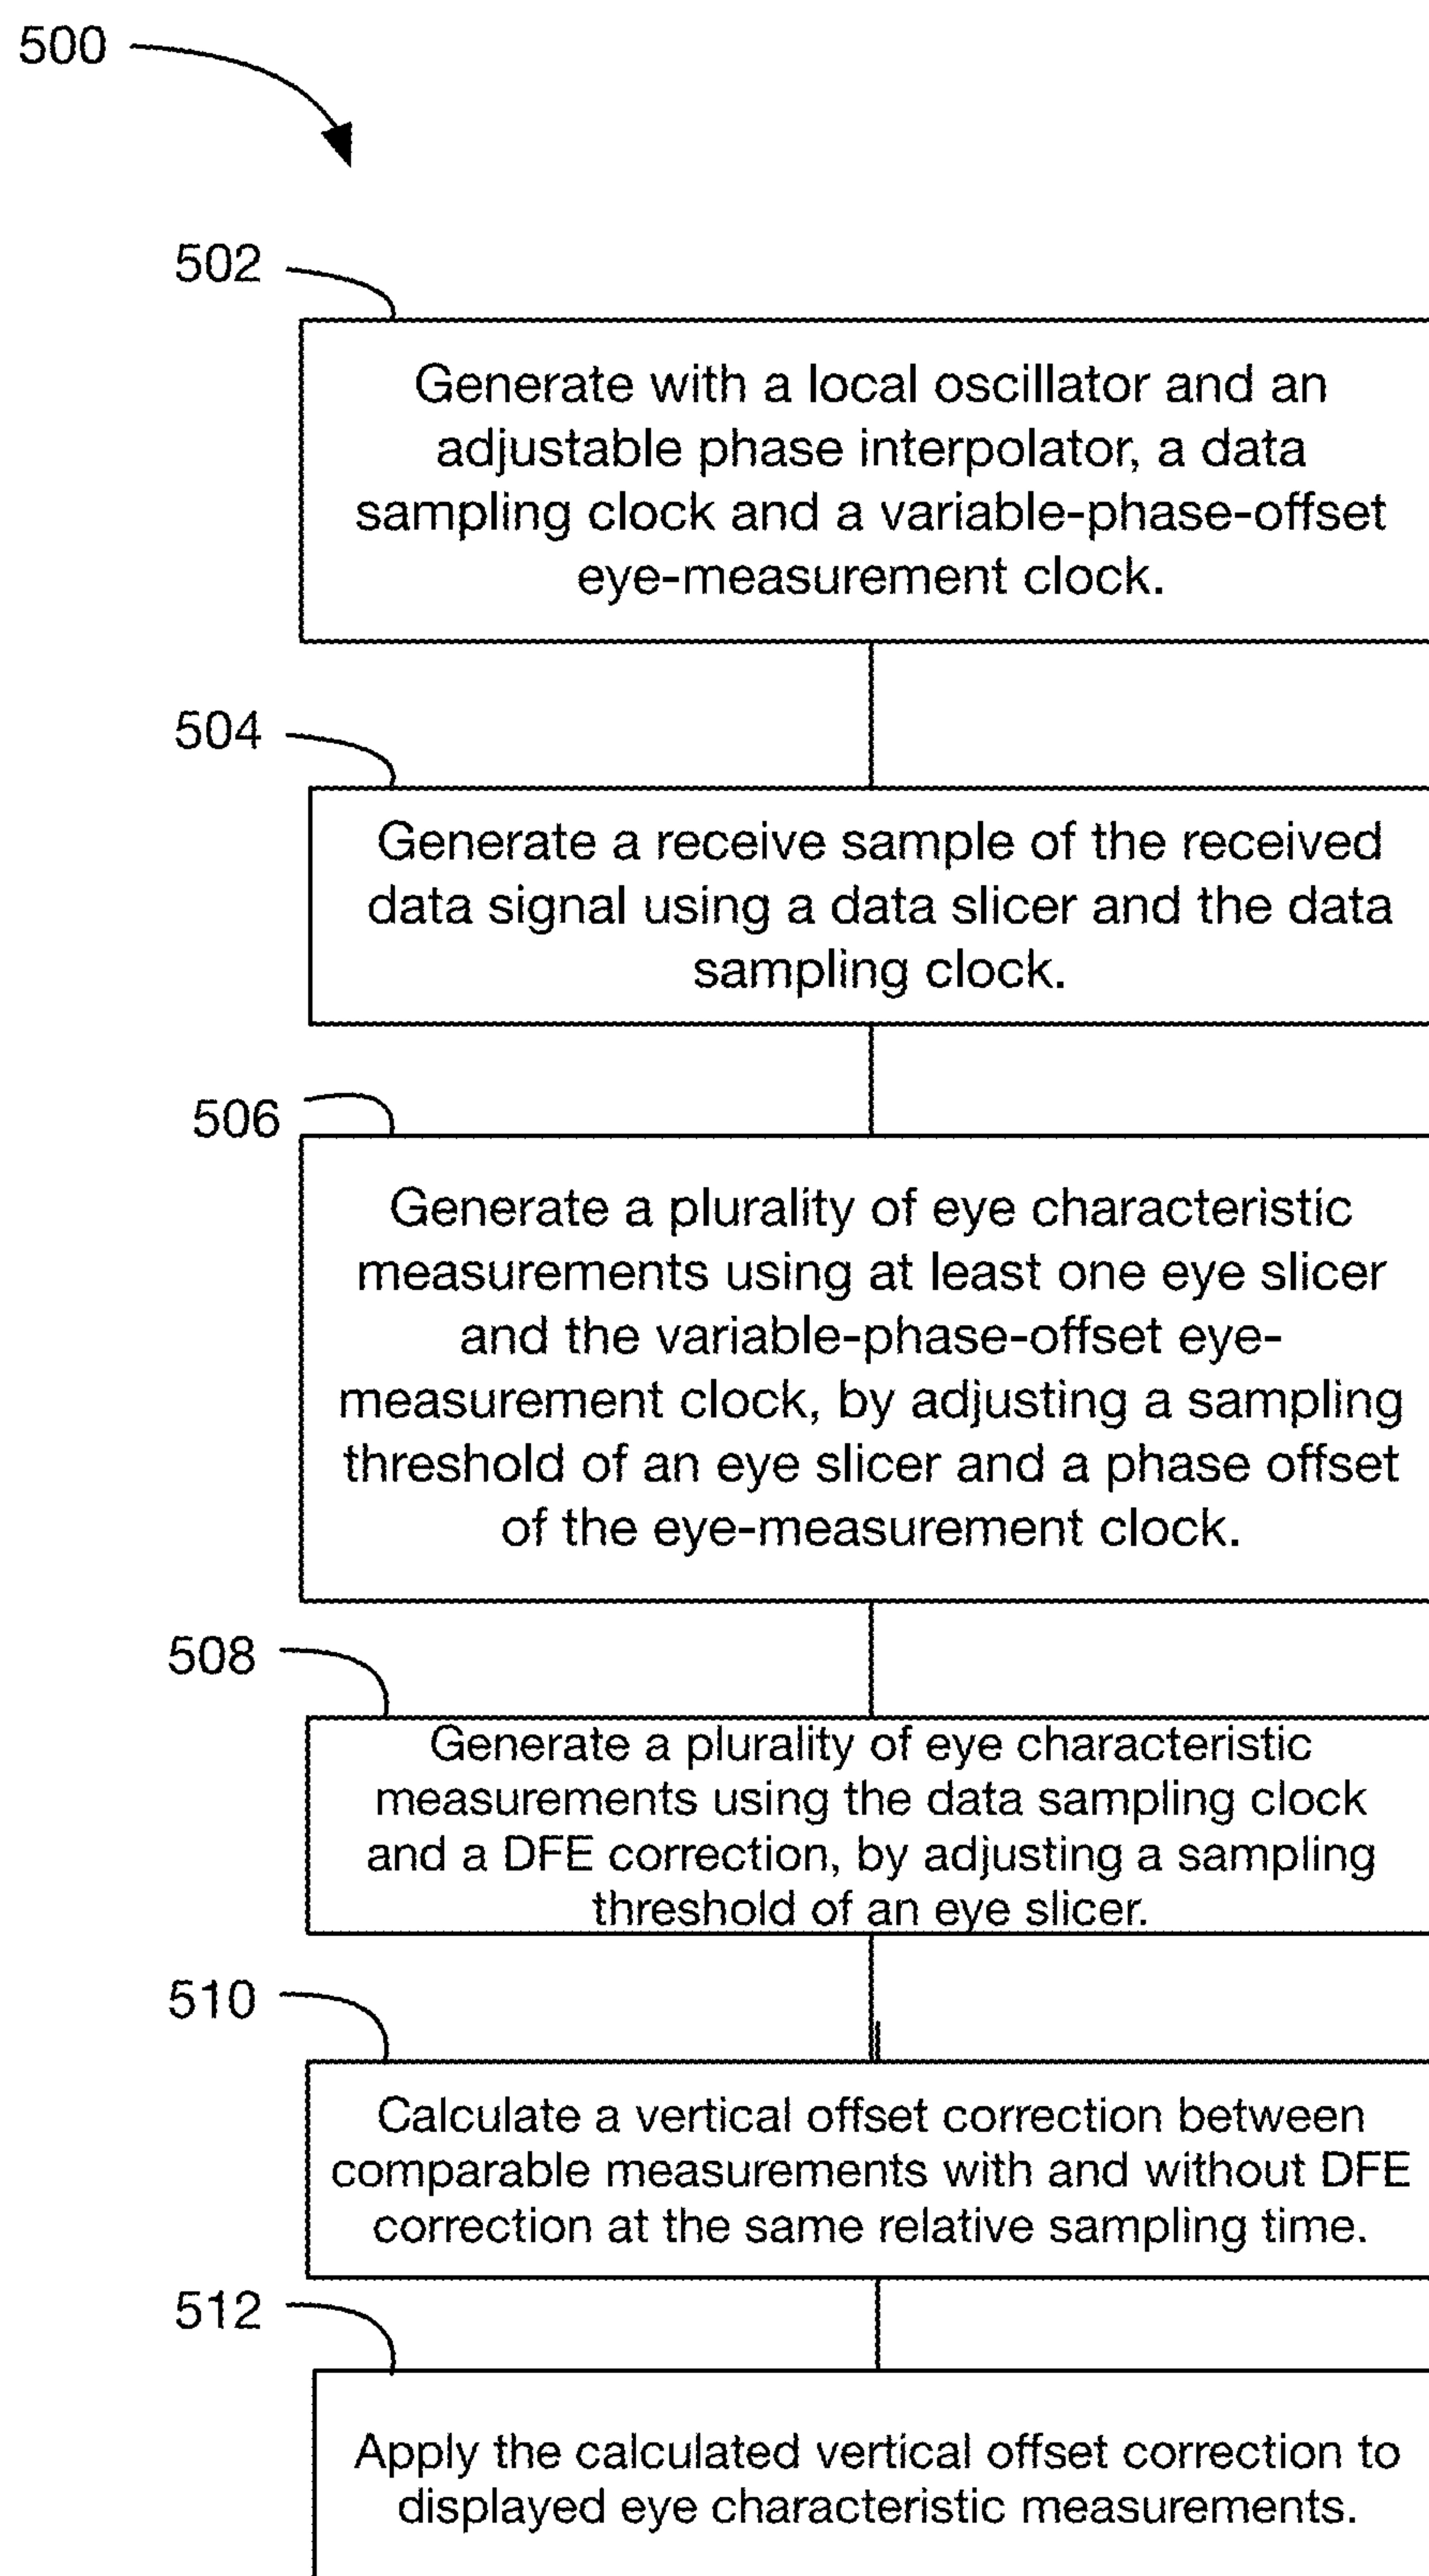 500
502
Generate with a local oscillator and an
adjustable phase interpolator, a data
sampling clock and a variable-phase-offset
eye-measurement clock.
504
Generate a receive sample of the received
data signal using a data slicer and the data
sampling clock.
506
Generate a plurality of eye characteristic
measurements using at least one eye slicer
and the variable-phase-offset eye-
measurement clock, by adjusting a sampling
threshold of an eye slicer and a phase offset
of the eye-measurement clock.
508
Generate a plurality of eye characteristic
measurements using the data sampling clock
and a DFE correction, by adjusting a sampling
threshold of an eye slicer.
510
Calculate a vertical offset correction between
comparable measurements with and without DFE
correction at the same relative sampling time.
512
Apply the calculated vertical offset correction to
displayed eye characteristic measurements.